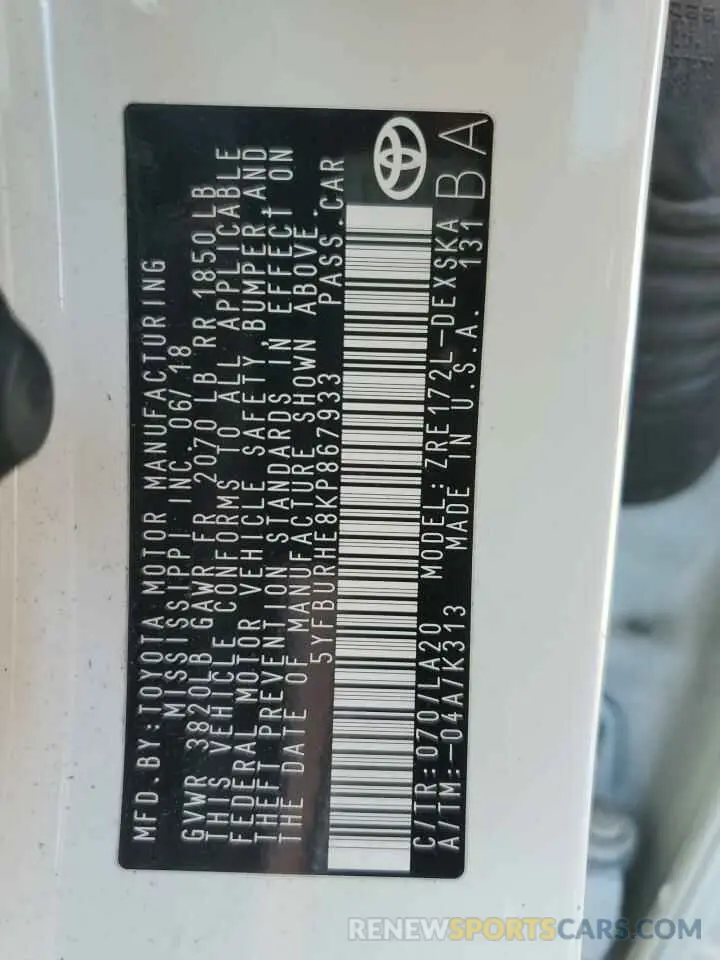 MFD.BY:TOYOTA MOTOR MANUFACTURING
MISSISSIPPI INC 06/18
GVWR 3820LB GAWR FR 2070 LB RR 1850LB
THIS VEHICLE CONFORMS TO ALL APPLICABLE
FEDERAL MOTOR VEHICLE SAFETY,BUMPER,AND
THEFT PREVENTION STANDARDS IN EFFECT ON
THE DATE OF MANUFACTURE SHOWN ABOVE.
5YFBURHE8KP867933 PASS.CAR
C/TR:070/LA20 MODEL:ZRE172L-DEXSKA
A/TM:-04A/K313 MADE IN U.S.A. 131 BA
RENEWSPORTSCARS.COM